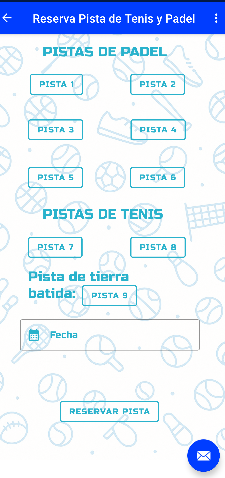 Reserva Pista de Tenis y Padel
PISTAS DE PADEL
PISTA 1 PISTA 2
PISTA 3 PISTA 4
PISTA 5 PISTA 6
PISTAS DE TENIS
PISTA 7 PISTA 8
Pista de tierra
batida: PISTA 9
Fecha
RESERVAR PISTA